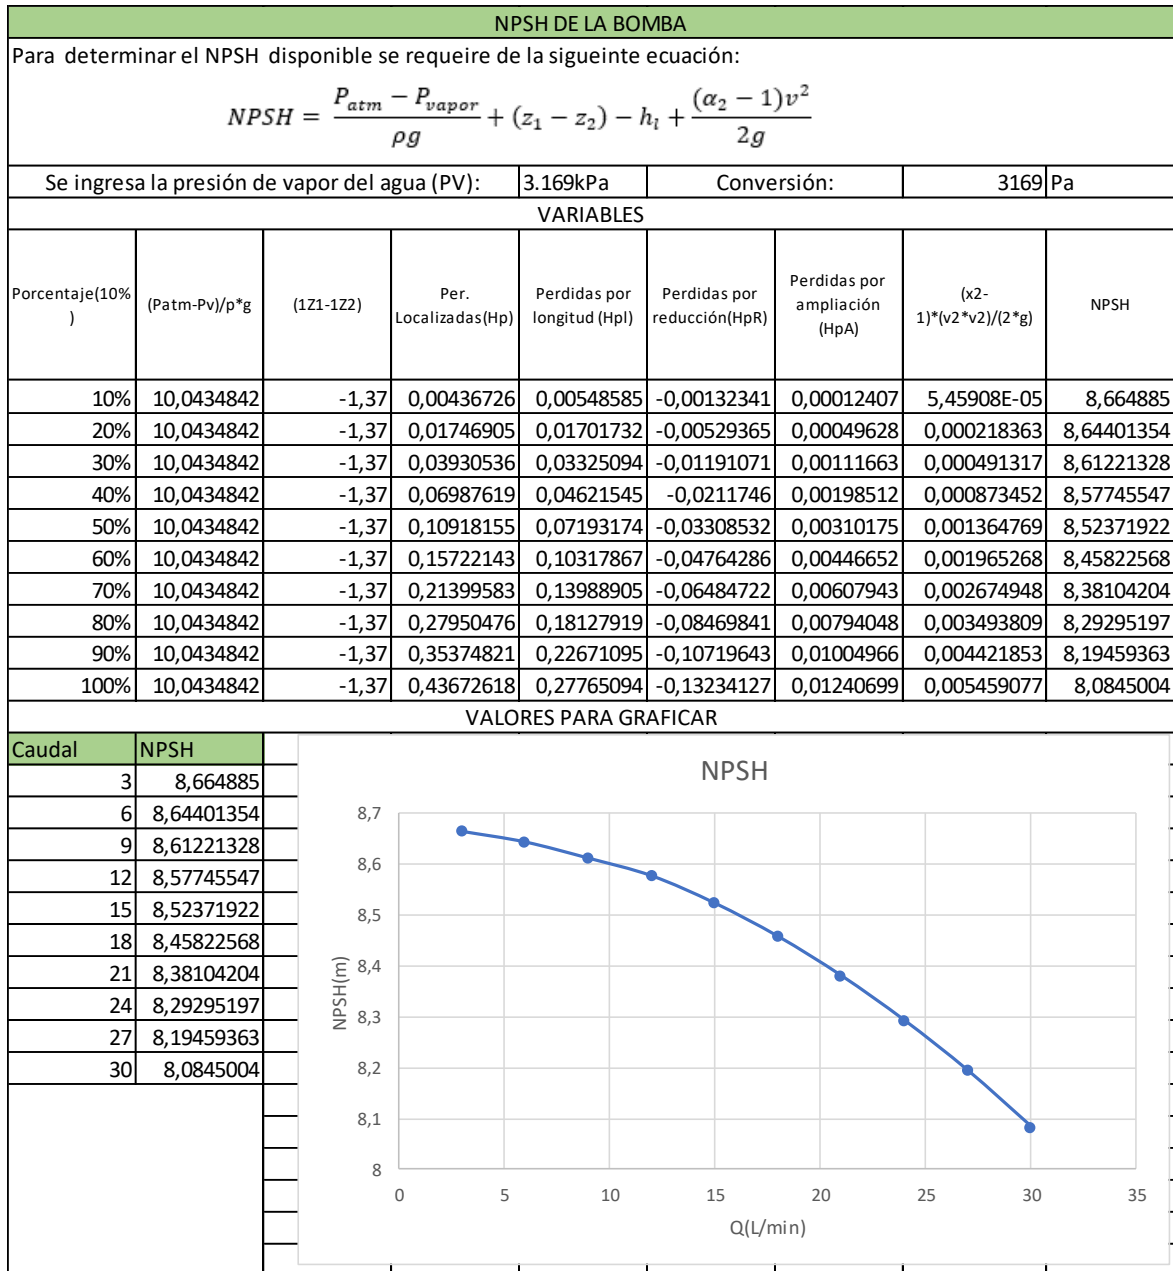 NPSH DE LA BOMBA
Para determinar el NPSH disponible se requeire de la sigueinte ecuación:
NPSH = (P_atm − P_vapor)/(ρg) + (z₁ − z₂) − h_l + ((α₂ − 1)v²)/(2g)
Se ingresa la presión de vapor del agua (PV): 3.169kPa Conversión: 3169 Pa
VARIABLES
Porcentaje(10%) (Patm-Pv)/p*g (1Z1-1Z2) Per. Localizadas(Hp) Perdidas por longitud (Hpl) Perdidas por reducción(HpR) Perdidas por ampliación (HpA) (x2-1)*(v2*v2)/(2*g) NPSH
10% 10,0434842 -1,37 0,00436726 0,00548585 -0,00132341 0,00012407 5,45908E-05 8,664885
20% 10,0434842 -1,37 0,01746905 0,01701732 -0,00529365 0,00049628 0,000218363 8,64401354
30% 10,0434842 -1,37 0,03930536 0,03325094 -0,01191071 0,00111663 0,000491317 8,61221328
40% 10,0434842 -1,37 0,06987619 0,04621545 -0,0211746 0,00198512 0,000873452 8,57745547
50% 10,0434842 -1,37 0,10918155 0,07193174 -0,03308532 0,00310175 0,001364769 8,52371922
60% 10,0434842 -1,37 0,15722143 0,10317867 -0,04764286 0,00446652 0,001965268 8,45822568
70% 10,0434842 -1,37 0,21399583 0,13988905 -0,06484722 0,00607943 0,002674948 8,38104204
80% 10,0434842 -1,37 0,27950476 0,18127919 -0,08469841 0,00794048 0,003493809 8,29295197
90% 10,0434842 -1,37 0,35374821 0,22671095 -0,10719643 0,01004966 0,004421853 8,19459363
100% 10,0434842 -1,37 0,43672618 0,27765094 -0,13234127 0,01240699 0,005459077 8,0845004
VALORES PARA GRAFICAR
Caudal NPSH
3 8,664885
6 8,64401354
9 8,61221328
12 8,57745547
15 8,52371922
18 8,45822568
21 8,38104204
24 8,29295197
27 8,19459363
30 8,0845004
NPSH
8,7
8,6
8,5
8,4
8,3
8,2
8,1
8
NPSH(m)
0 5 10 15 20 25 30 35
Q(L/min)